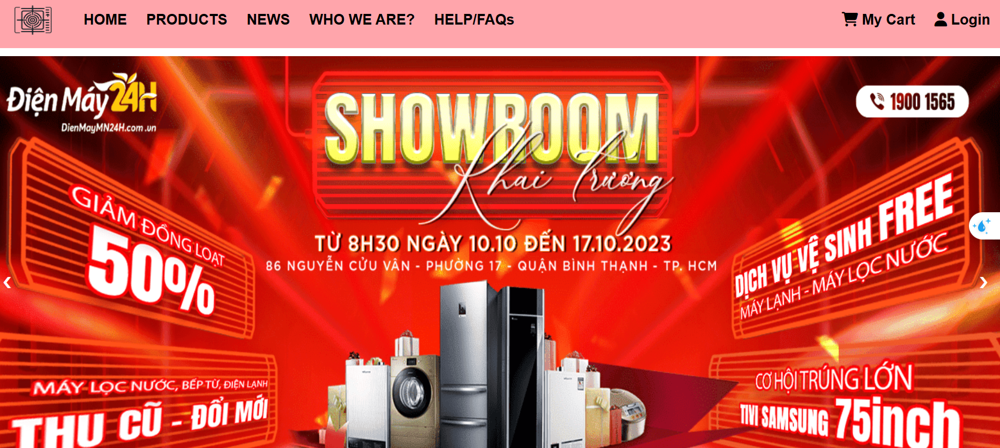 HOME PRODUCTS NEWS WHO WE ARE? HELP/FAQs My Cart Login
Điện Máy 24H
DienMayMN24H.com.vn
SHOWROOM
Khai Trương
1900 1565
TỪ 8H30 NGÀY 10.10 ĐẾN 17.10.2023
86 NGUYỄN CỬU VÂN - PHƯỜNG 17 - QUẬN BÌNH THẠNH - TP. HCM
GIẢM ĐỒNG LOẠT
50%
DỊCH VỤ VỆ SINH FREE
MÁY LẠNH - MÁY LỌC NƯỚC
MÁY LỌC NƯỚC, BẾP TỪ, ĐIỆN LẠNH
THU CŨ - ĐỔI MỚI
CƠ HỘI TRÚNG LỚN
TIVI SAMSUNG 75inch